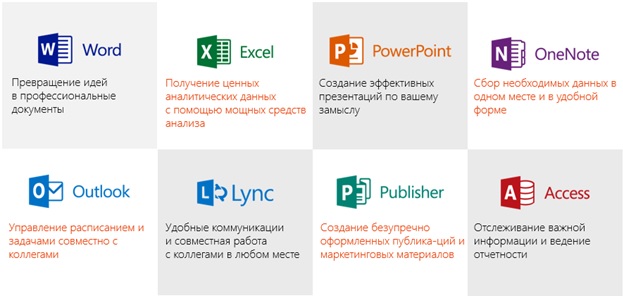 Word
Превращение идей
в профессиональные
документы
Excel
Получение ценных
аналитических данных
с помощью мощных средств
анализа
PowerPoint
Создание эффективных
презентаций по вашему
замыслу
OneNote
Сбор необходимых данных в
одном месте и в удобной
форме
Outlook
Управление расписанием и
задачами совместно с
коллегами
Lync
Удобные коммуникации
и совместная работа
с коллегами в любом месте
Publisher
Создание безупречно
оформленных публика-ций и
маркетинговых материалов
Access
Отслеживание важной
информации и ведение
отчетности